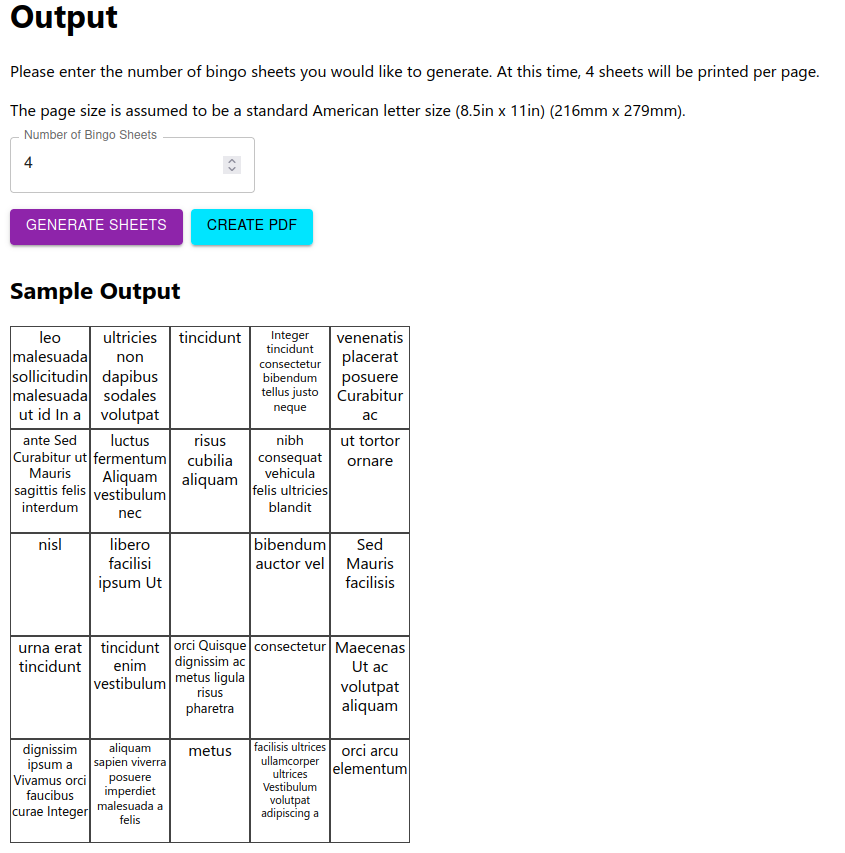 Output
Please enter the number of bingo sheets you would like to generate. At this time, 4 sheets will be printed per page.
The page size is assumed to be a standard American letter size (8.5in x 11in) (216mm x 279mm).
Number of Bingo Sheets
4
GENERATE SHEETS
CREATE PDF
Sample Output
leo
malesuada
sollicitudin
malesuada
ut id In a
ultricies
non
dapibus
sodales
volutpat
tincidunt
Integer
tincidunt
consectetur
bibendum
tellus justo
neque
venenatis
placerat
posuere
Curabitur
ac
ante Sed
Curabitur ut
Mauris
sagittis felis
interdum
luctus
fermentum
Aliquam
vestibulum
nec
risus
cubilia
aliquam
nibh
consequat
vehicula
felis ultricies
blandit
ut tortor
ornare
nisl
libero
facilisi
ipsum Ut
bibendum
auctor vel
Sed
Mauris
facilisis
urna erat
tincidunt
tincidunt
enim
vestibulum
orci Quisque
dignissim ac
metus ligula
risus
pharetra
consectetur
Maecenas
Ut ac
volutpat
aliquam
dignissim
ipsum a
Vivamus orci
faucibus
curae Integer
aliquam
sapien viverra
posuere
imperdiet
malesuada a
felis
metus
facilisis ultrices
ullamcorper
ultrices
Vestibulum
volutpat
adipiscing a
orci arcu
elementum